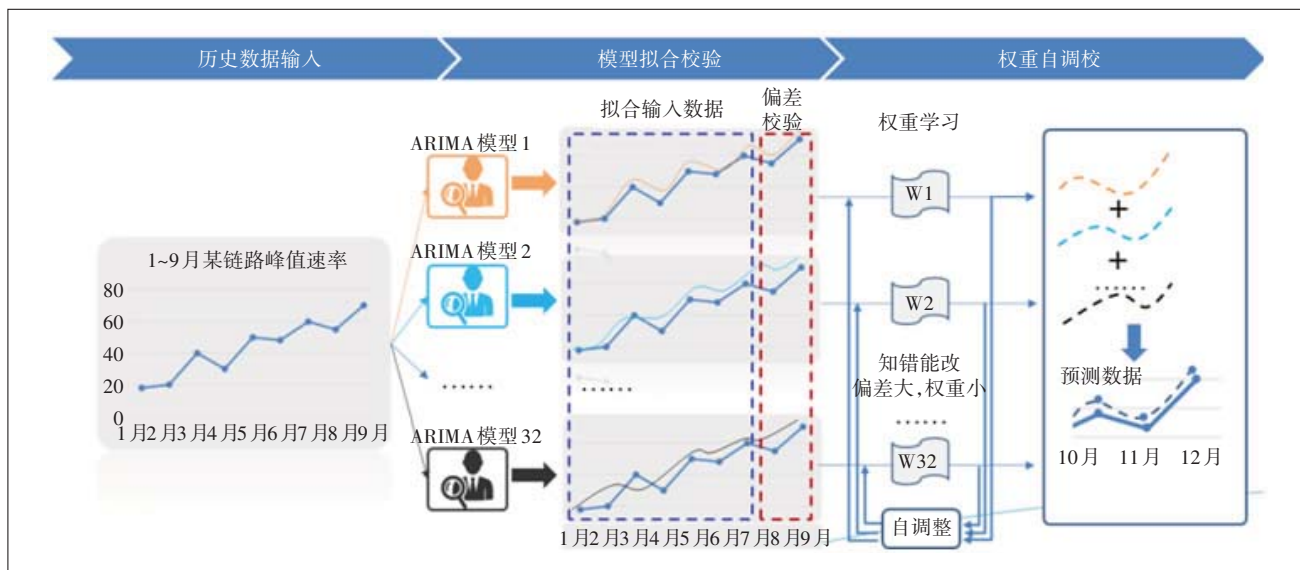 历史数据输入
模型拟合校验
权重自调校
1~9月某链路峰值速率
80
60
40
20
0
1月2月3月4月5月6月7月8月9月
ARIMA模型1
ARIMA模型2
......
ARIMA模型32
拟合输入数据
偏差
校验
......
1月2月3月4月5月6月7月8月9月
权重学习
W1
W2
知错能改
偏差大,权重小
......
W32
自调整
+
+
......
预测数据
10月 11月 12月